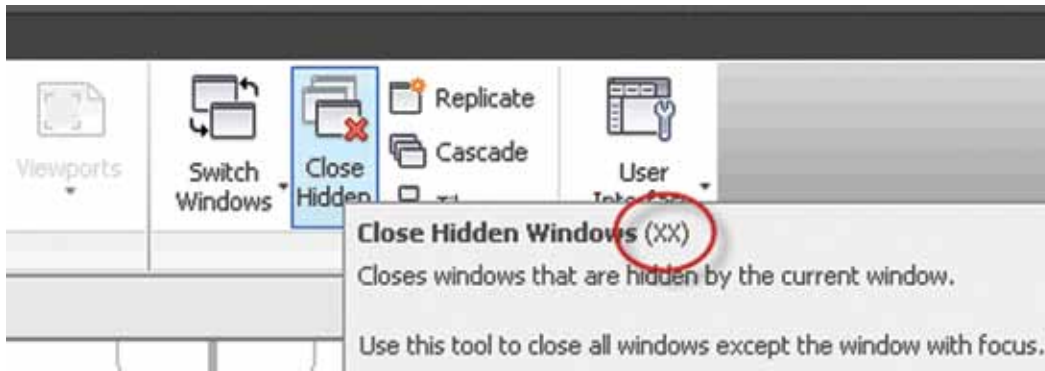 Viewports
Switch
Windows
Close
Hidden
Replicate
Cascade
User
Close Hidden Windows (XX)
Closes windows that are hidden by the current window.
Use this tool to close all windows except the window with focus.